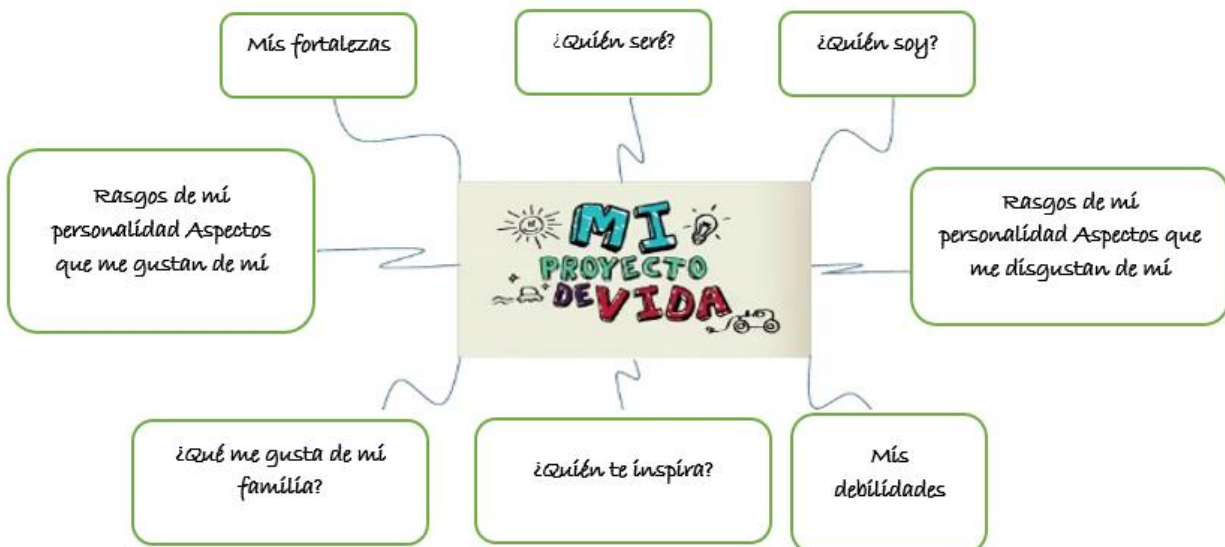 Mis fortalezas
¿Quién seré?
¿Quién soy?
Rasgos de mi
personalidad Aspectos
que me gustan de mi
MI
PROYECTO
DE VIDA
Rasgos de mi
personalidad Aspectos que
me disgustan de mi
¿Qué me gusta de mi
familia?
¿Quién te inspira?
Mis
debilidades